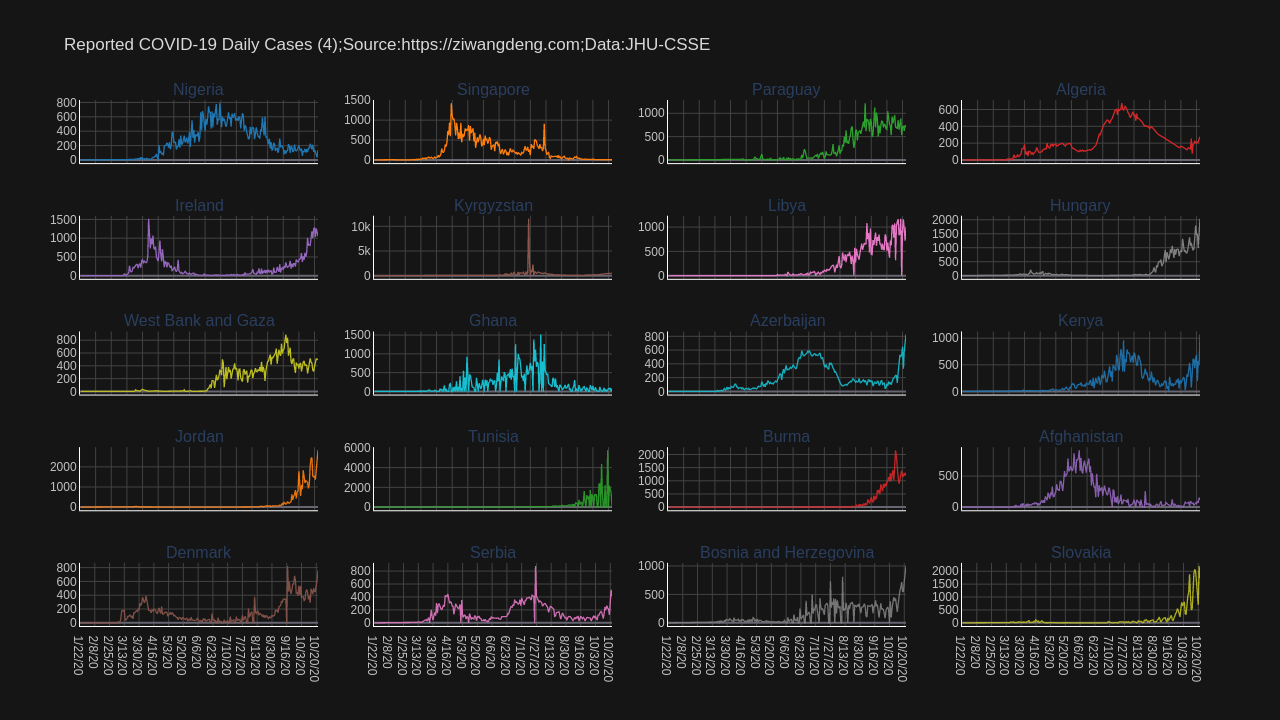 Reported COVID-19 Daily Cases (4);Source:https://ziwangdeng.com;Data:JHU-CSSE
Nigeria Singapore Paraguay Algeria
800 600 400 200 0
1500 1000 500 0
1000 500 0
600 400 200 0
Ireland Kyrgyzstan Libya Hungary
1500 1000 500 0
10k 5k 0
1000 500 0
2000 1500 1000 500 0
West Bank and Gaza Ghana Azerbaijan Kenya
800 600 400 200 0
1500 1000 500 0
800 600 400 200 0
1000 500 0
Jordan Tunisia Burma Afghanistan
2000 1000 0
6000 4000 2000 0
2000 1500 1000 500 0
500 0
Denmark Serbia Bosnia and Herzegovina Slovakia
800 600 400 200 0
800 600 400 200 0
1000 500 0
2000 1500 1000 500 0
1/22/20 2/8/20 2/25/20 3/13/20 3/30/20 4/16/20 5/3/20 5/20/20 6/6/20 6/23/20 7/10/20 7/27/20 8/13/20 8/30/20 9/16/20 10/3/20 10/20/20
1/22/20 2/8/20 2/25/20 3/13/20 3/30/20 4/16/20 5/3/20 5/20/20 6/6/20 6/23/20 7/10/20 7/27/20 8/13/20 8/30/20 9/16/20 10/3/20 10/20/20
1/22/20 2/8/20 2/25/20 3/13/20 3/30/20 4/16/20 5/3/20 5/20/20 6/6/20 6/23/20 7/10/20 7/27/20 8/13/20 8/30/20 9/16/20 10/3/20 10/20/20
1/22/20 2/8/20 2/25/20 3/13/20 3/30/20 4/16/20 5/3/20 5/20/20 6/6/20 6/23/20 7/10/20 7/27/20 8/13/20 8/30/20 9/16/20 10/3/20 10/20/20